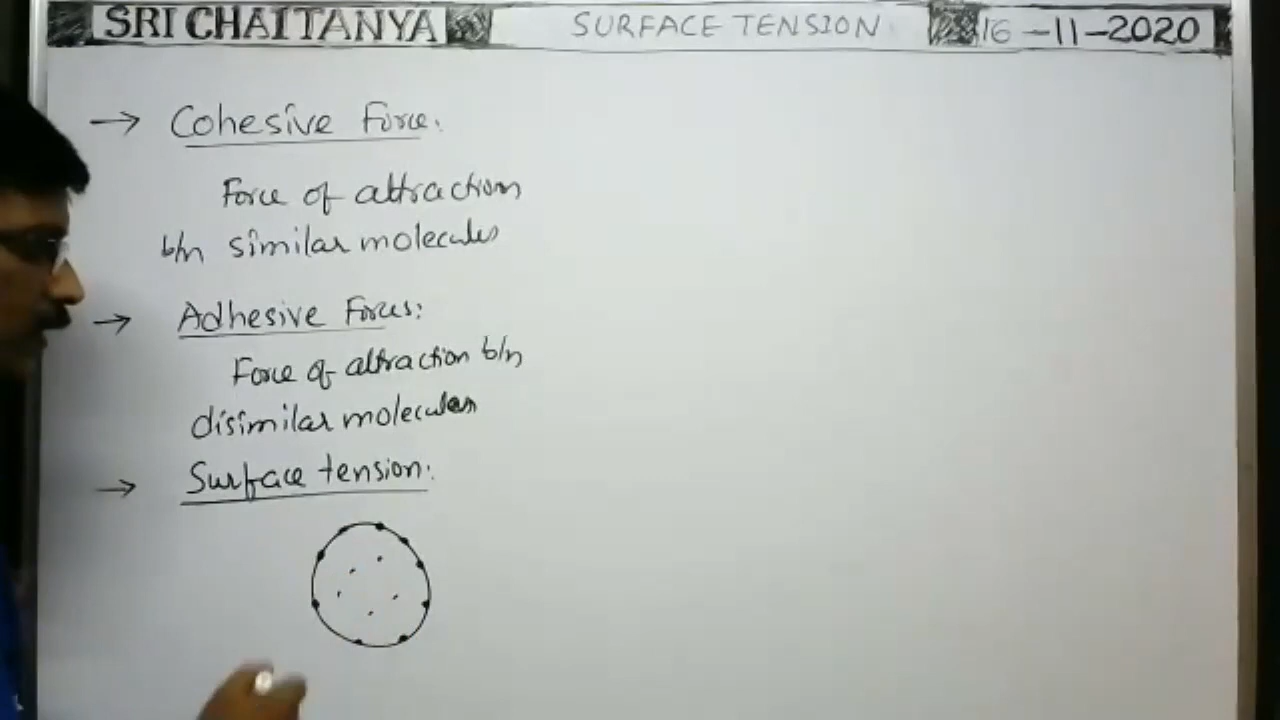 SRI CHAITANYA SURFACE TENSION 16-11-2020
→ Cohesive Force:
Force of attraction
b/n similar molecules
→ Adhesive Forces:
Force of attraction b/n
disimilar molecules
→ Surface tension: